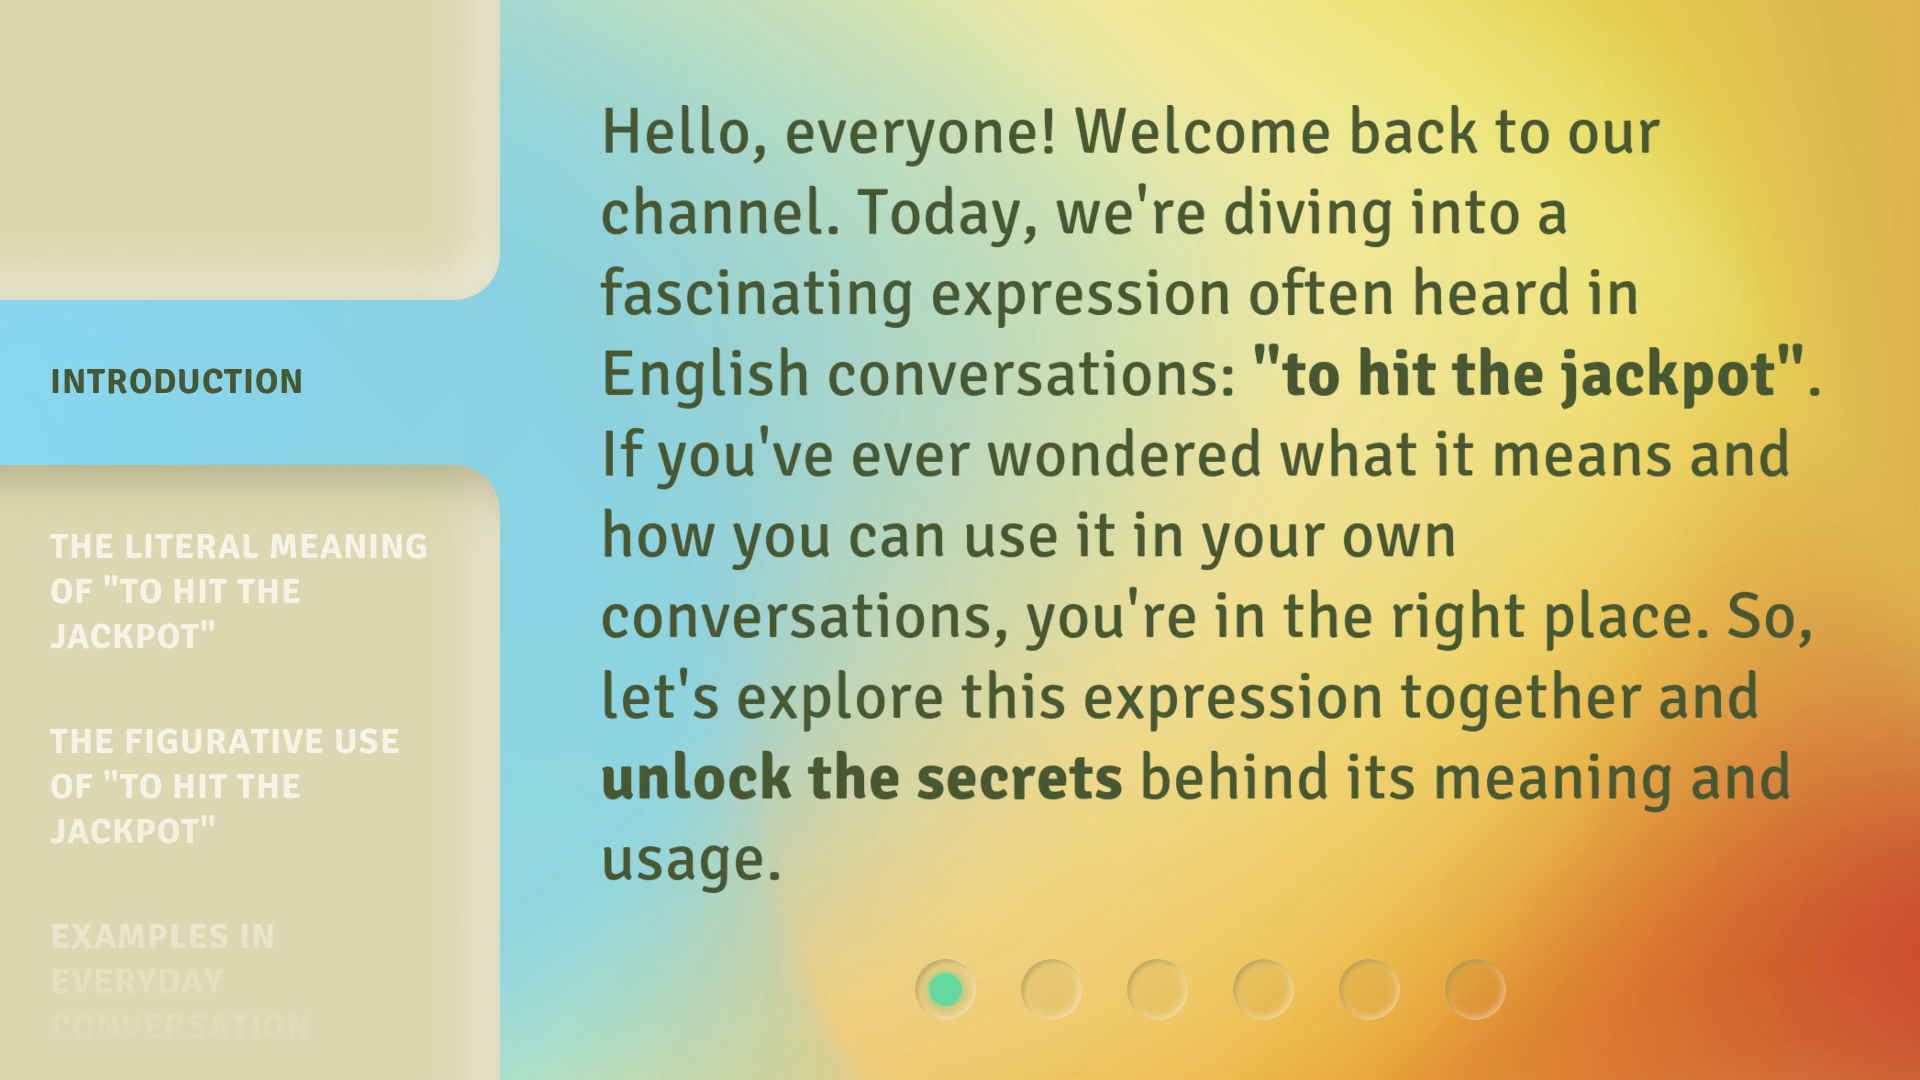 INTRODUCTION
THE LITERAL MEANING
OF "TO HIT THE
JACKPOT"
THE FIGURATIVE USE
OF "TO HIT THE
JACKPOT"
EXAMPLES IN
EVERYDAY
CONVERSATION
Hello, everyone! Welcome back to our
channel. Today, we're diving into a
fascinating expression often heard in
English conversations: "to hit the jackpot".
If you've ever wondered what it means and
how you can use it in your own
conversations, you're in the right place. So,
let's explore this expression together and
unlock the secrets behind its meaning and
usage.